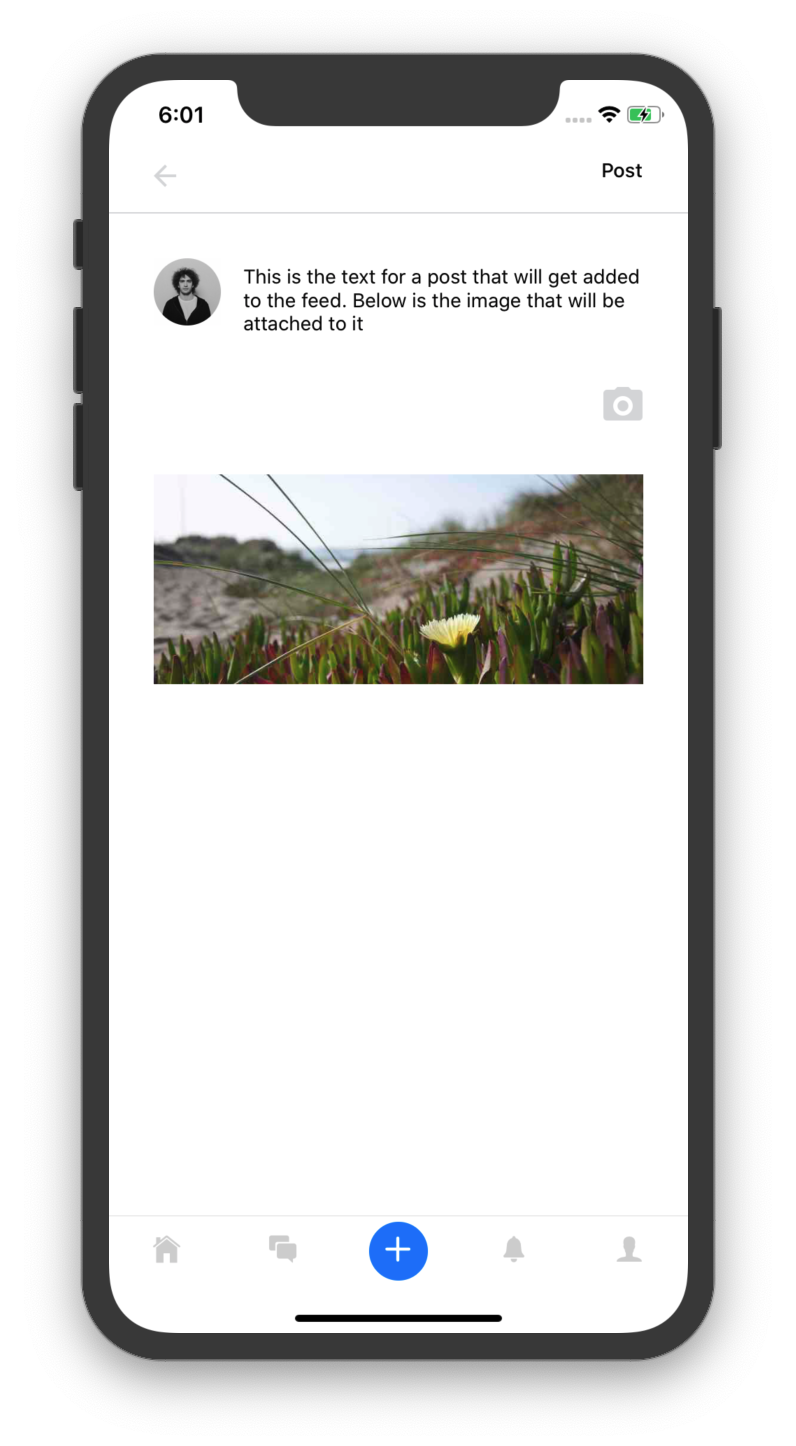 6:01
Post
This is the text for a post that will get added
to the feed. Below is the image that will be
attached to it